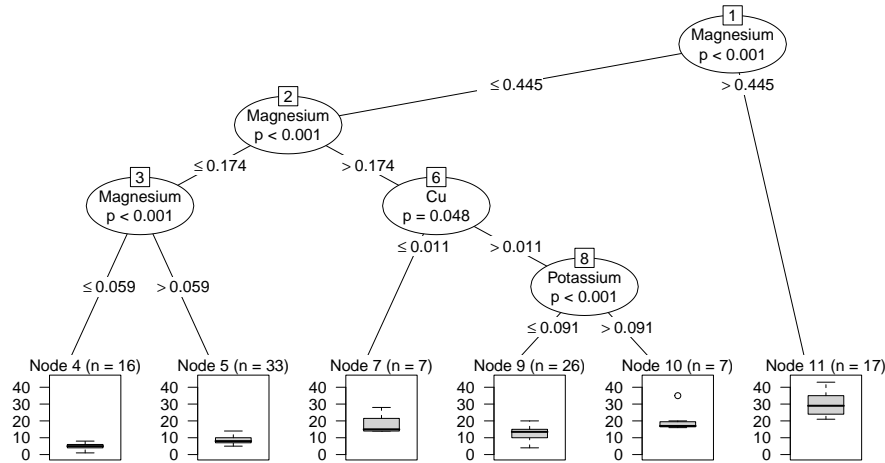 1
Magnesium
p < 0.001
≤ 0.445
> 0.445
2
Magnesium
p < 0.001
≤ 0.174
> 0.174
3
Magnesium
p < 0.001
≤ 0.059
> 0.059
6
Cu
p = 0.048
≤ 0.011
> 0.011
8
Potassium
p < 0.001
≤ 0.091
> 0.091
Node 4 (n = 16)
40
30
20
10
0
Node 5 (n = 33)
40
30
20
10
0
Node 7 (n = 7)
40
30
20
10
0
Node 9 (n = 26)
40
30
20
10
0
Node 10 (n = 7)
40
30
20
10
0
Node 11 (n = 17)
40
30
20
10
0